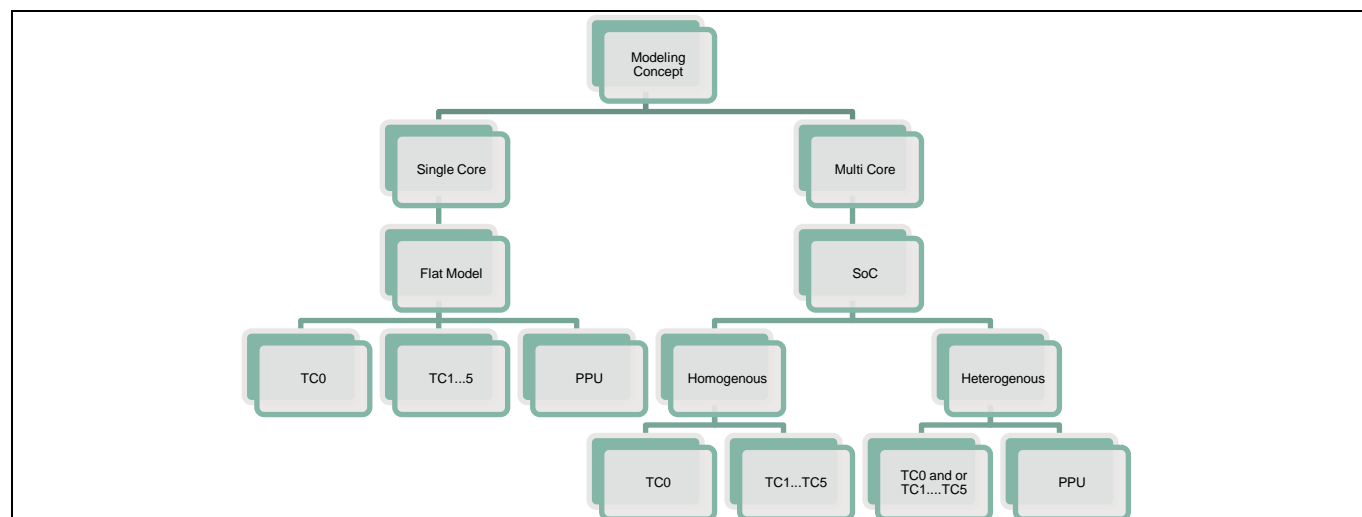 Modeling
Concept
Single Core
Multi Core
Flat Model
SoC
TC0
TC1...5
PPU
Homogenous
Heterogenous
TC0
TC1...TC5
TC0 and or
TC1....TC5
PPU